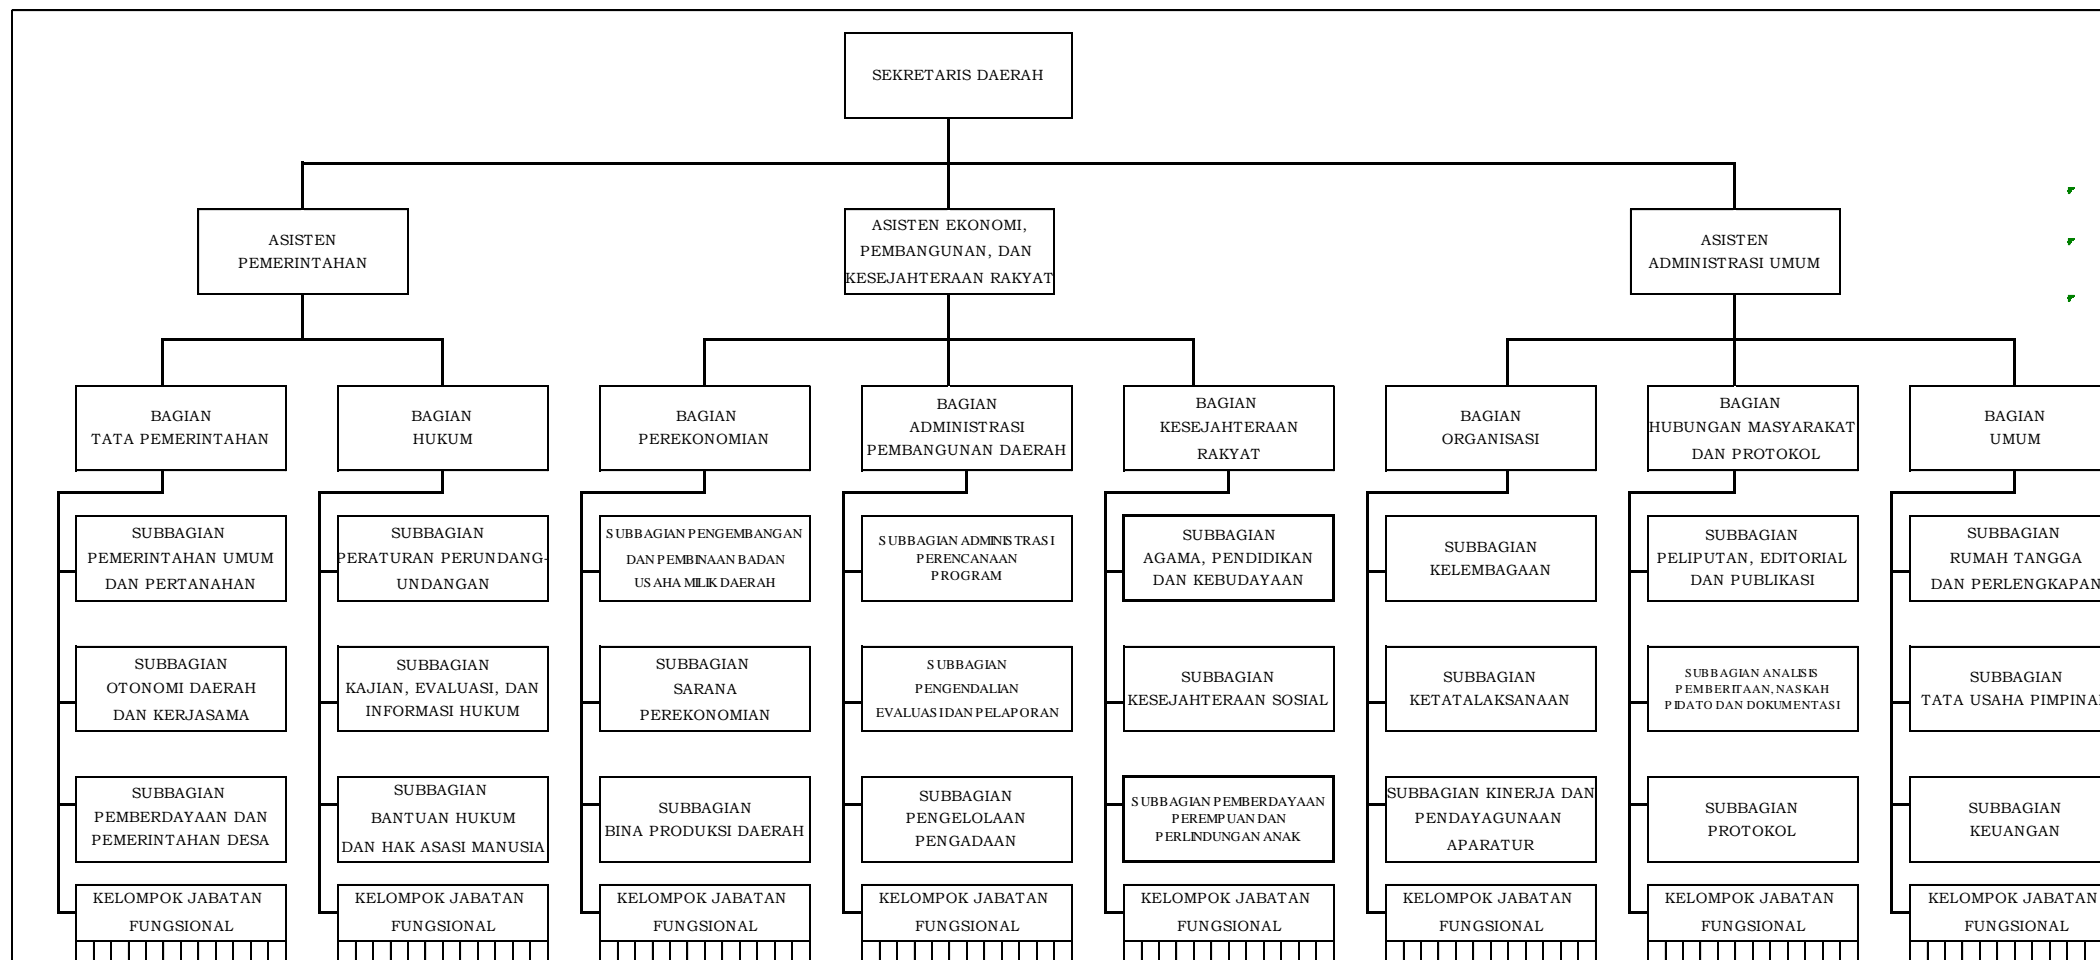 SEKRETARIS DAERAH
ASISTEN
PEMERINTAHAN
ASISTEN EKONOMI,
PEMBANGUNAN, DAN
KESEJAHTERAAN RAKYAT
ASISTEN
ADMINISTRASI UMUM
BAGIAN
TATA PEMERINTAHAN
BAGIAN
HUKUM
BAGIAN
PEREKONOMIAN
BAGIAN
ADMINISTRASI
PEMBANGUNAN DAERAH
BAGIAN
KESEJAHTERAAN
RAKYAT
BAGIAN
ORGANISASI
BAGIAN
HUBUNGAN MASYARAKAT
DAN PROTOKOL
BAGIAN
UMUM
SUBBAGIAN
PEMERINTAHAN UMUM
DAN PERTANAHAN
SUBBAGIAN
PERATURAN PERUNDANG-
UNDANGAN
SUBBAGIAN PENGEMBANGAN
DAN PEMBINAAN BADAN
USAHA MILIK DAERAH
SUBBAGIAN ADMINISTRASI
PERENCANAAN
PROGRAM
SUBBAGIAN
AGAMA, PENDIDIKAN
DAN KEBUDAYAAN
SUBBAGIAN
KELEMBAGAAN
SUBBAGIAN
PELIPUTAN, EDITORIAL
DAN PUBLIKASI
SUBBAGIAN
RUMAH TANGGA
DAN PERLENGKAPAN
SUBBAGIAN
OTONOMI DAERAH
DAN KERJASAMA
SUBBAGIAN
KAJIAN, EVALUASI, DAN
INFORMASI HUKUM
SUBBAGIAN
SARANA
PEREKONOMIAN
SUBBAGIAN
PENGENDALIAN
EVALUASI DAN PELAPORAN
SUBBAGIAN
KESEJAHTERAAN SOSIAL
SUBBAGIAN
KETATALAKSANAAN
SUBBAGIAN ANALISIS
PEMBERITAAN, NASKAH
PIDATO DAN DOKUMENTASI
SUBBAGIAN
TATA USAHA PIMPINA
SUBBAGIAN
PEMBERDAYAAN DAN
PEMERINTAHAN DESA
SUBBAGIAN
BANTUAN HUKUM
DAN HAK ASASI MANUSIA
SUBBAGIAN
BINA PRODUKSI DAERAH
SUBBAGIAN
PENGELOLAAN
PENGADAAN
SUBBAGIAN PEMBERDAYAAN
PEREMPUAN DAN
PERLINDUNGAN ANAK
SUBBAGIAN KINERJA DAN
PENDAYAGUNAAN
APARATUR
SUBBAGIAN
PROTOKOL
SUBBAGIAN
KEUANGAN
KELOMPOK JABATAN
FUNGSIONAL
KELOMPOK JABATAN
FUNGSIONAL
KELOMPOK JABATAN
FUNGSIONAL
KELOMPOK JABATAN
FUNGSIONAL
KELOMPOK JABATAN
FUNGSIONAL
KELOMPOK JABATAN
FUNGSIONAL
KELOMPOK JABATAN
FUNGSIONAL
KELOMPOK JABATAN
FUNGSIONAL